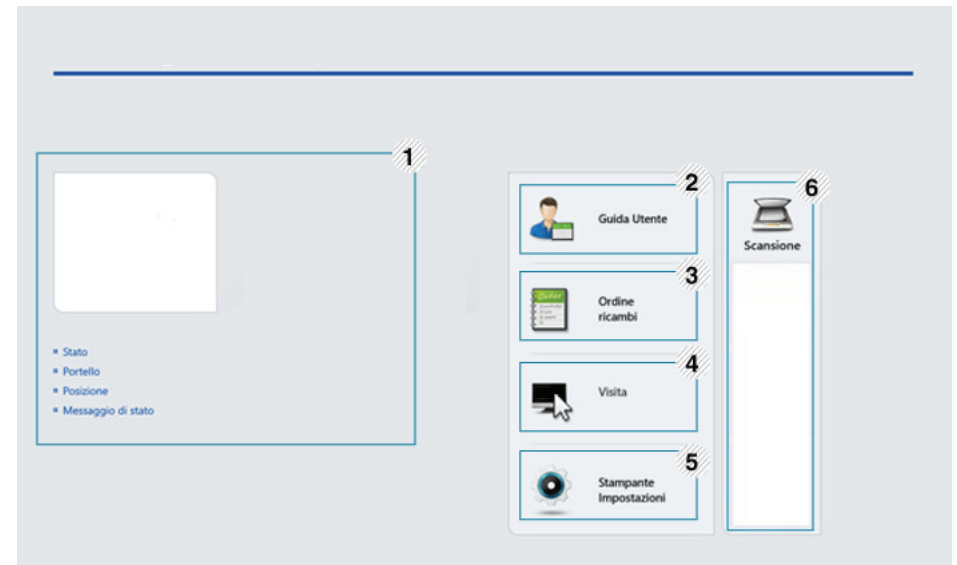 1
Stato
Portello
Posizione
Messaggio di stato
2
Guida Utente
3
Ordine
ricambi
4
Visita
5
Stampante
Impostazioni
6
Scansione